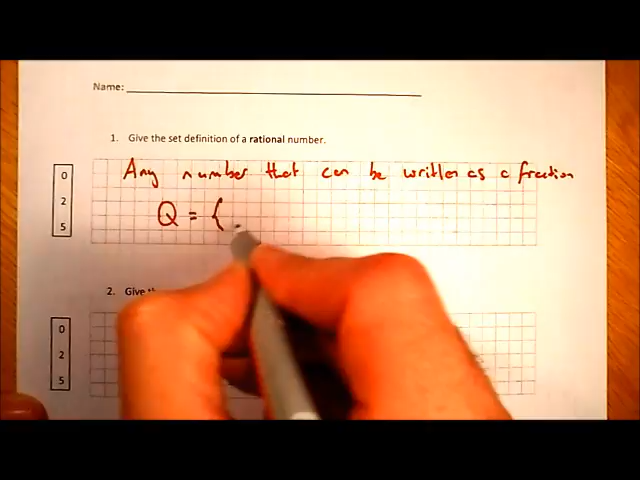 Name:
1. Give the set definition of a rational number.
0
2
5
Any number that can be written as a fraction
Q = {
2. Give
0
2
5